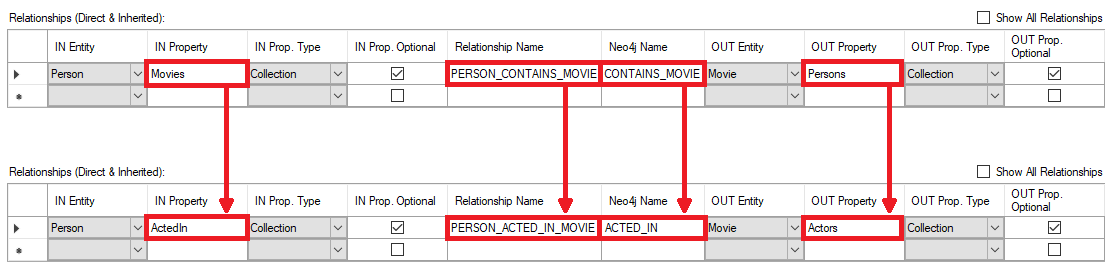 Relationships (Direct & Inherited): Show All Relationships
IN Entity IN Property IN Prop. Type IN Prop. Optional Relationship Name Neo4j Name OUT Entity OUT Property OUT Prop. Type OUT Prop. Optional
Person Movies Collection PERSON_CONTAINS_MOVIE CONTAINS_MOVIE Movie Persons Collection
Relationships (Direct & Inherited): Show All Relationships
IN Entity IN Property IN Prop. Type IN Prop. Optional Relationship Name Neo4j Name OUT Entity OUT Property OUT Prop. Type OUT Prop. Optional
Person ActedIn Collection PERSON_ACTED_IN_MOVIE ACTED_IN Movie Actors Collection